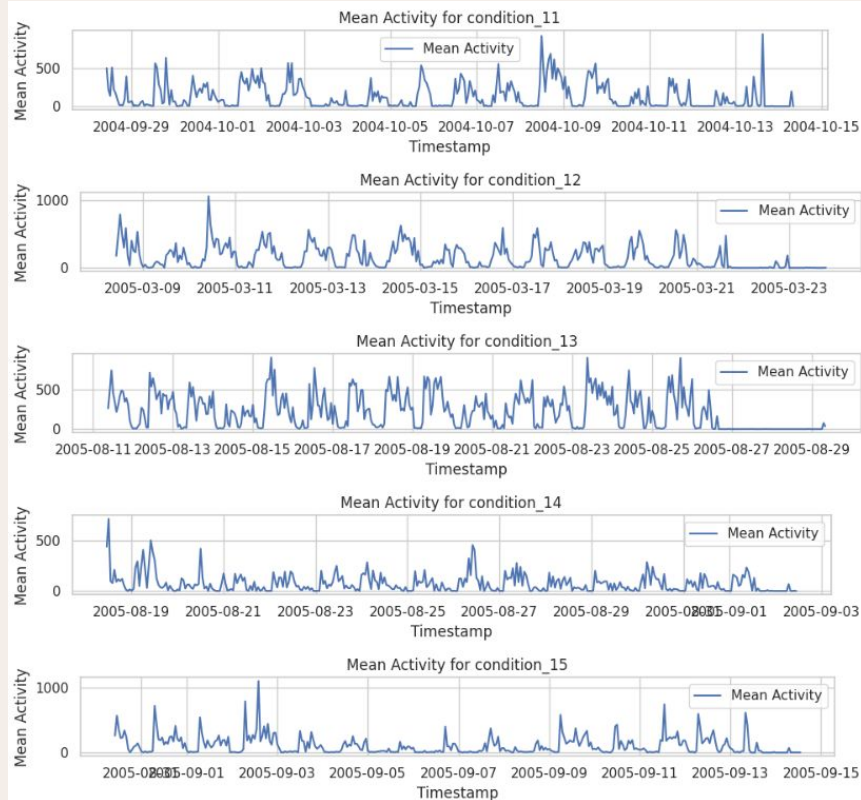 Mean Activity for condition_11
Mean Activity
Mean Activity
500
0
2004-09-29 2004-10-01 2004-10-03 2004-10-05 2004-10-07 2004-10-09 2004-10-11 2004-10-13 2004-10-15
Timestamp
Mean Activity for condition_12
Mean Activity
Mean Activity
1000
0
2005-03-09 2005-03-11 2005-03-13 2005-03-15 2005-03-17 2005-03-19 2005-03-21 2005-03-23
Timestamp
Mean Activity for condition_13
Mean Activity
Mean Activity
500
0
2005-08-11 2005-08-13 2005-08-15 2005-08-17 2005-08-19 2005-08-21 2005-08-23 2005-08-25 2005-08-27 2005-08-29
Timestamp
Mean Activity for condition_14
Mean Activity
Mean Activity
500
0
2005-08-19 2005-08-21 2005-08-23 2005-08-25 2005-08-27 2005-08-29 2005-08-31 2005-09-01 2005-09-03
Timestamp
Mean Activity for condition_15
Mean Activity
Mean Activity
1000
0
2005-08-31 2005-09-01 2005-09-03 2005-09-05 2005-09-07 2005-09-09 2005-09-11 2005-09-13 2005-09-15
Timestamp